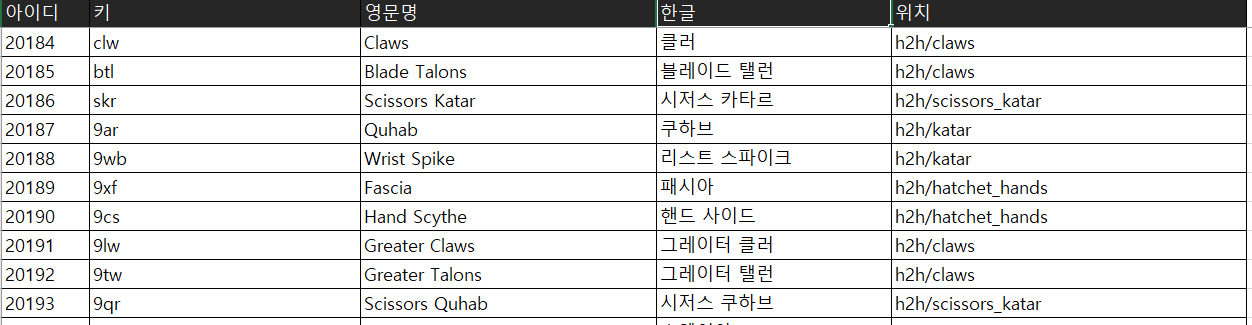 아이디 키 영문명 한글 위치
20184 clw Claws 클러 h2h/claws
20185 btl Blade Talons 블레이드 탤런 h2h/claws
20186 skr Scissors Katar 시저스 카타르 h2h/scissors_katar
20187 9ar Quhab 쿠하브 h2h/katar
20188 9wb Wrist Spike 리스트 스파이크 h2h/katar
20189 9xf Fascia 패시아 h2h/hatchet_hands
20190 9cs Hand Scythe 핸드 사이드 h2h/hatchet_hands
20191 9lw Greater Claws 그레이터 클러 h2h/claws
20192 9tw Greater Talons 그레이터 탤런 h2h/claws
20193 9qr Scissors Quhab 시저스 쿠하브 h2h/scissors_katar